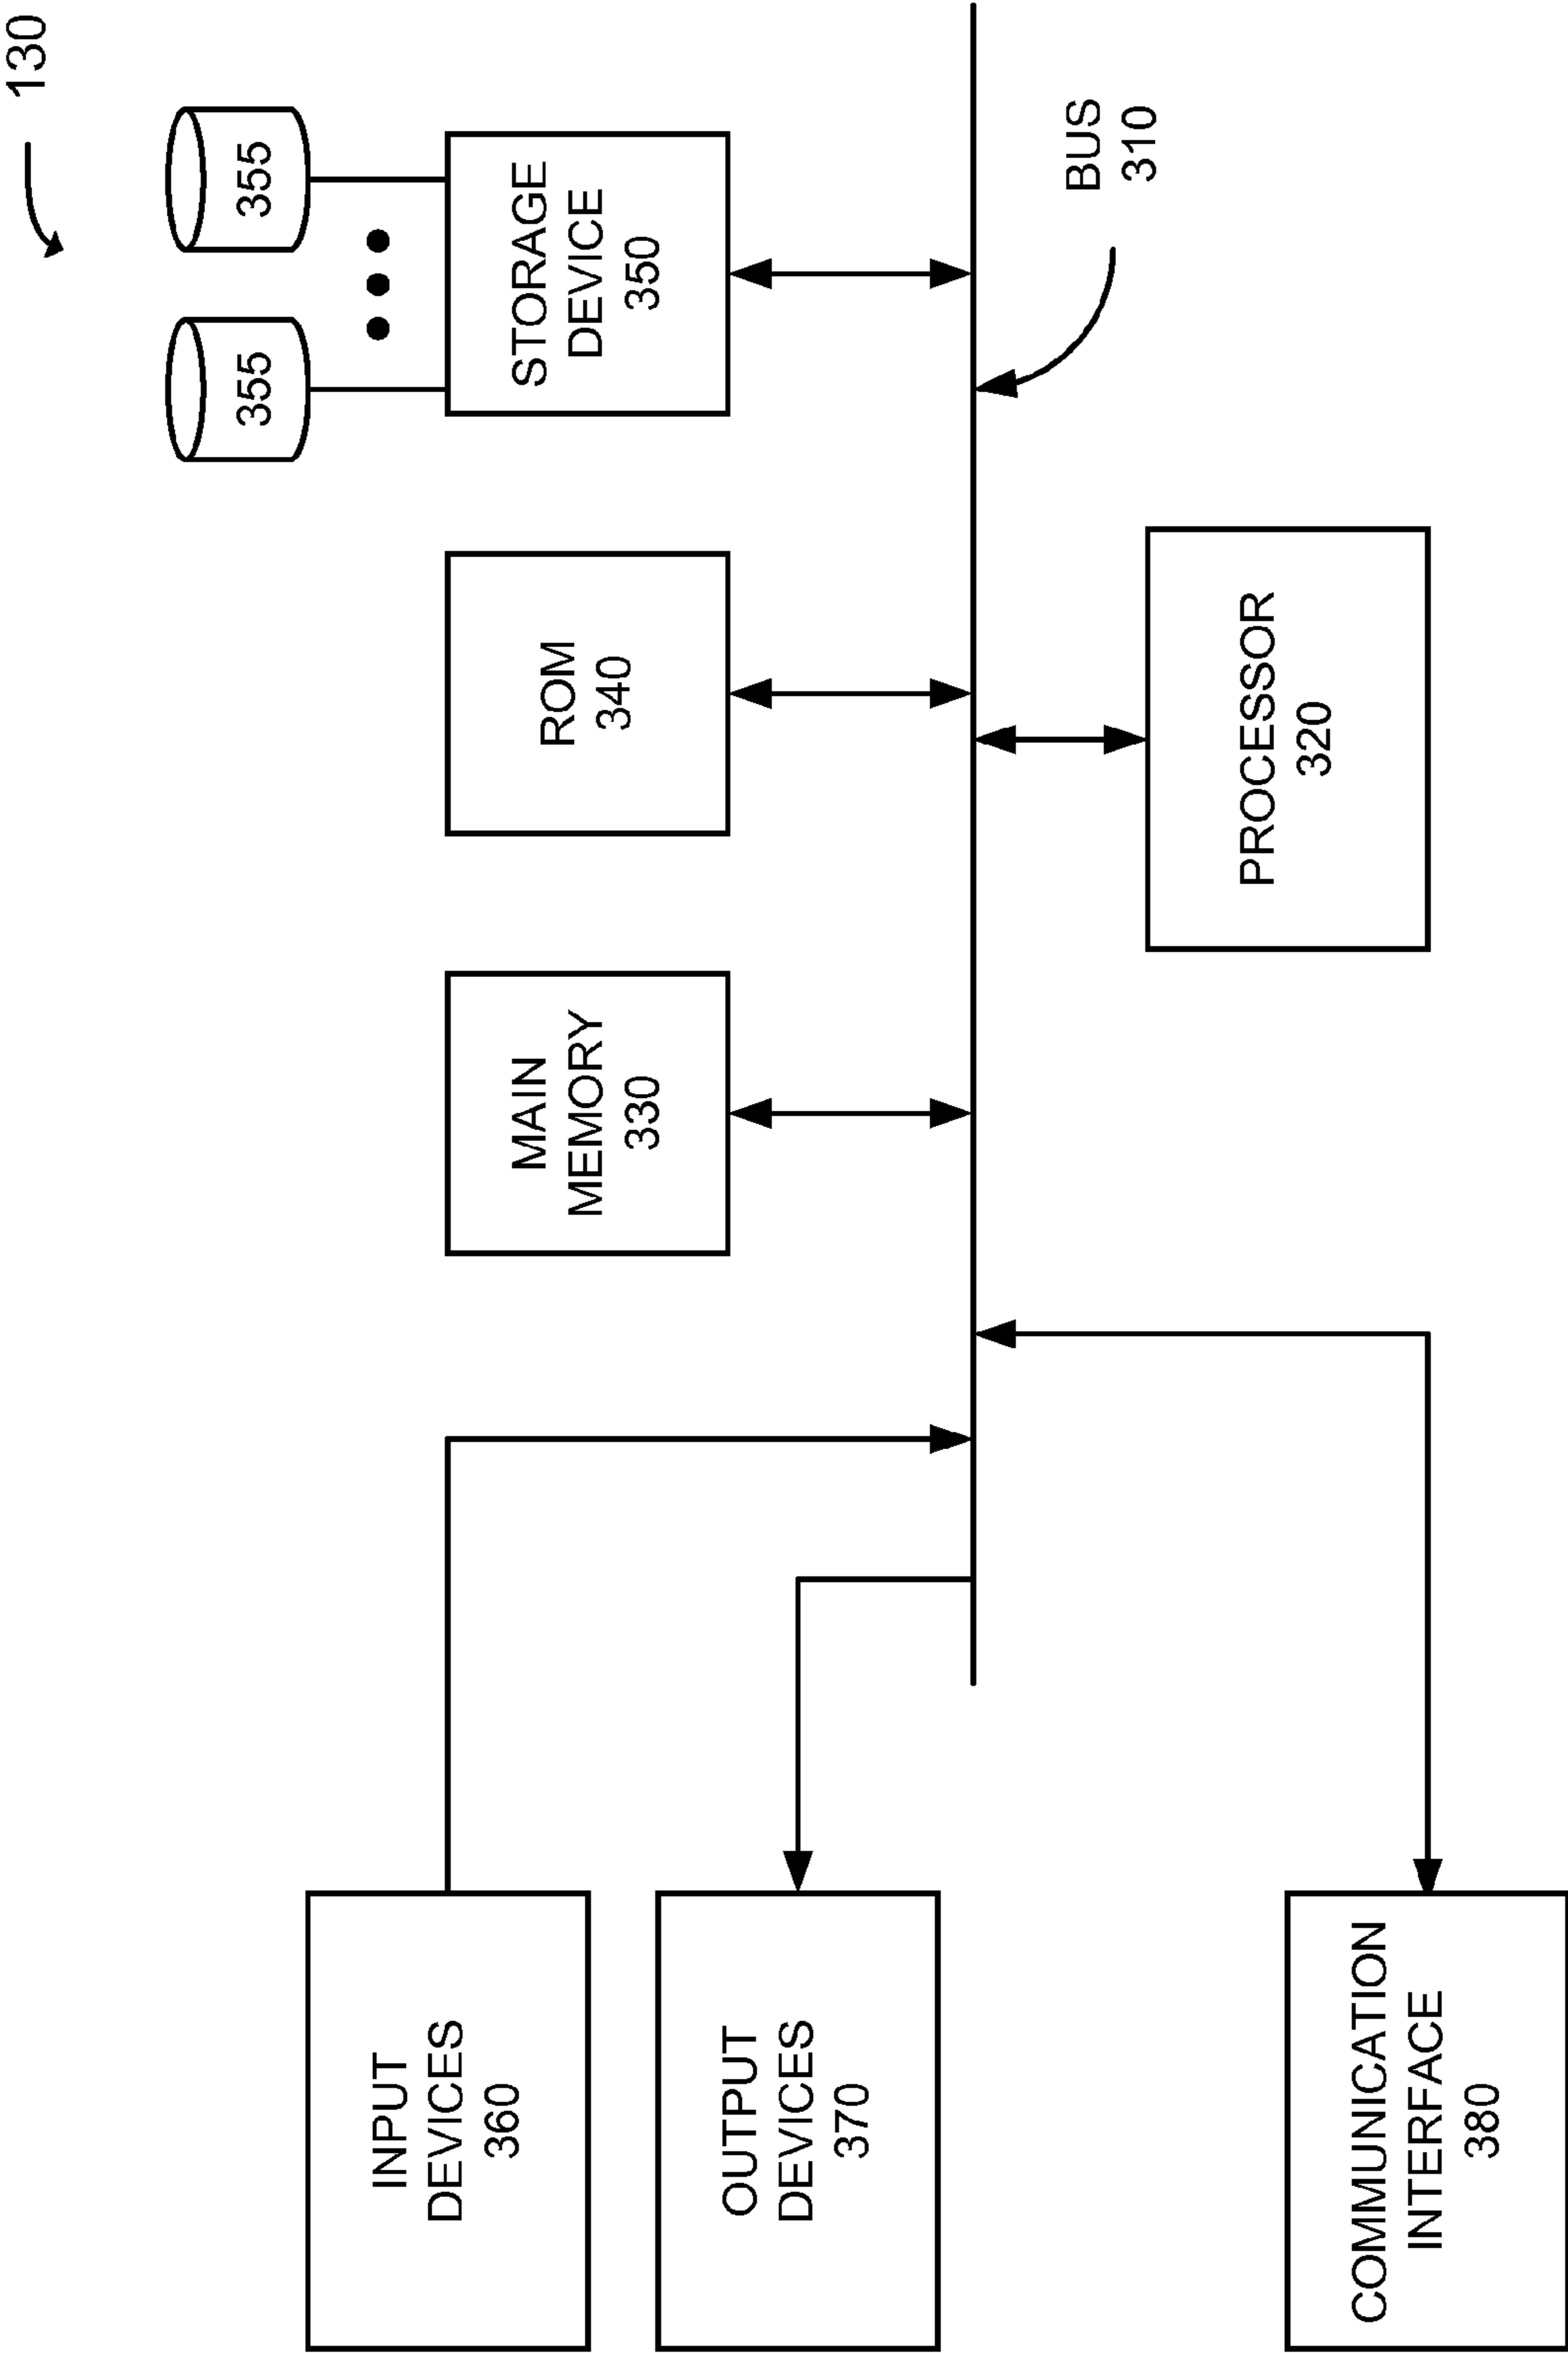 130
355
355
INPUT
DEVICES
360
MAIN
MEMORY
330
ROM
340
STORAGE
DEVICE
350
OUTPUT
DEVICES
370
BUS
310
PROCESSOR
320
COMMUNICATION
INTERFACE
380